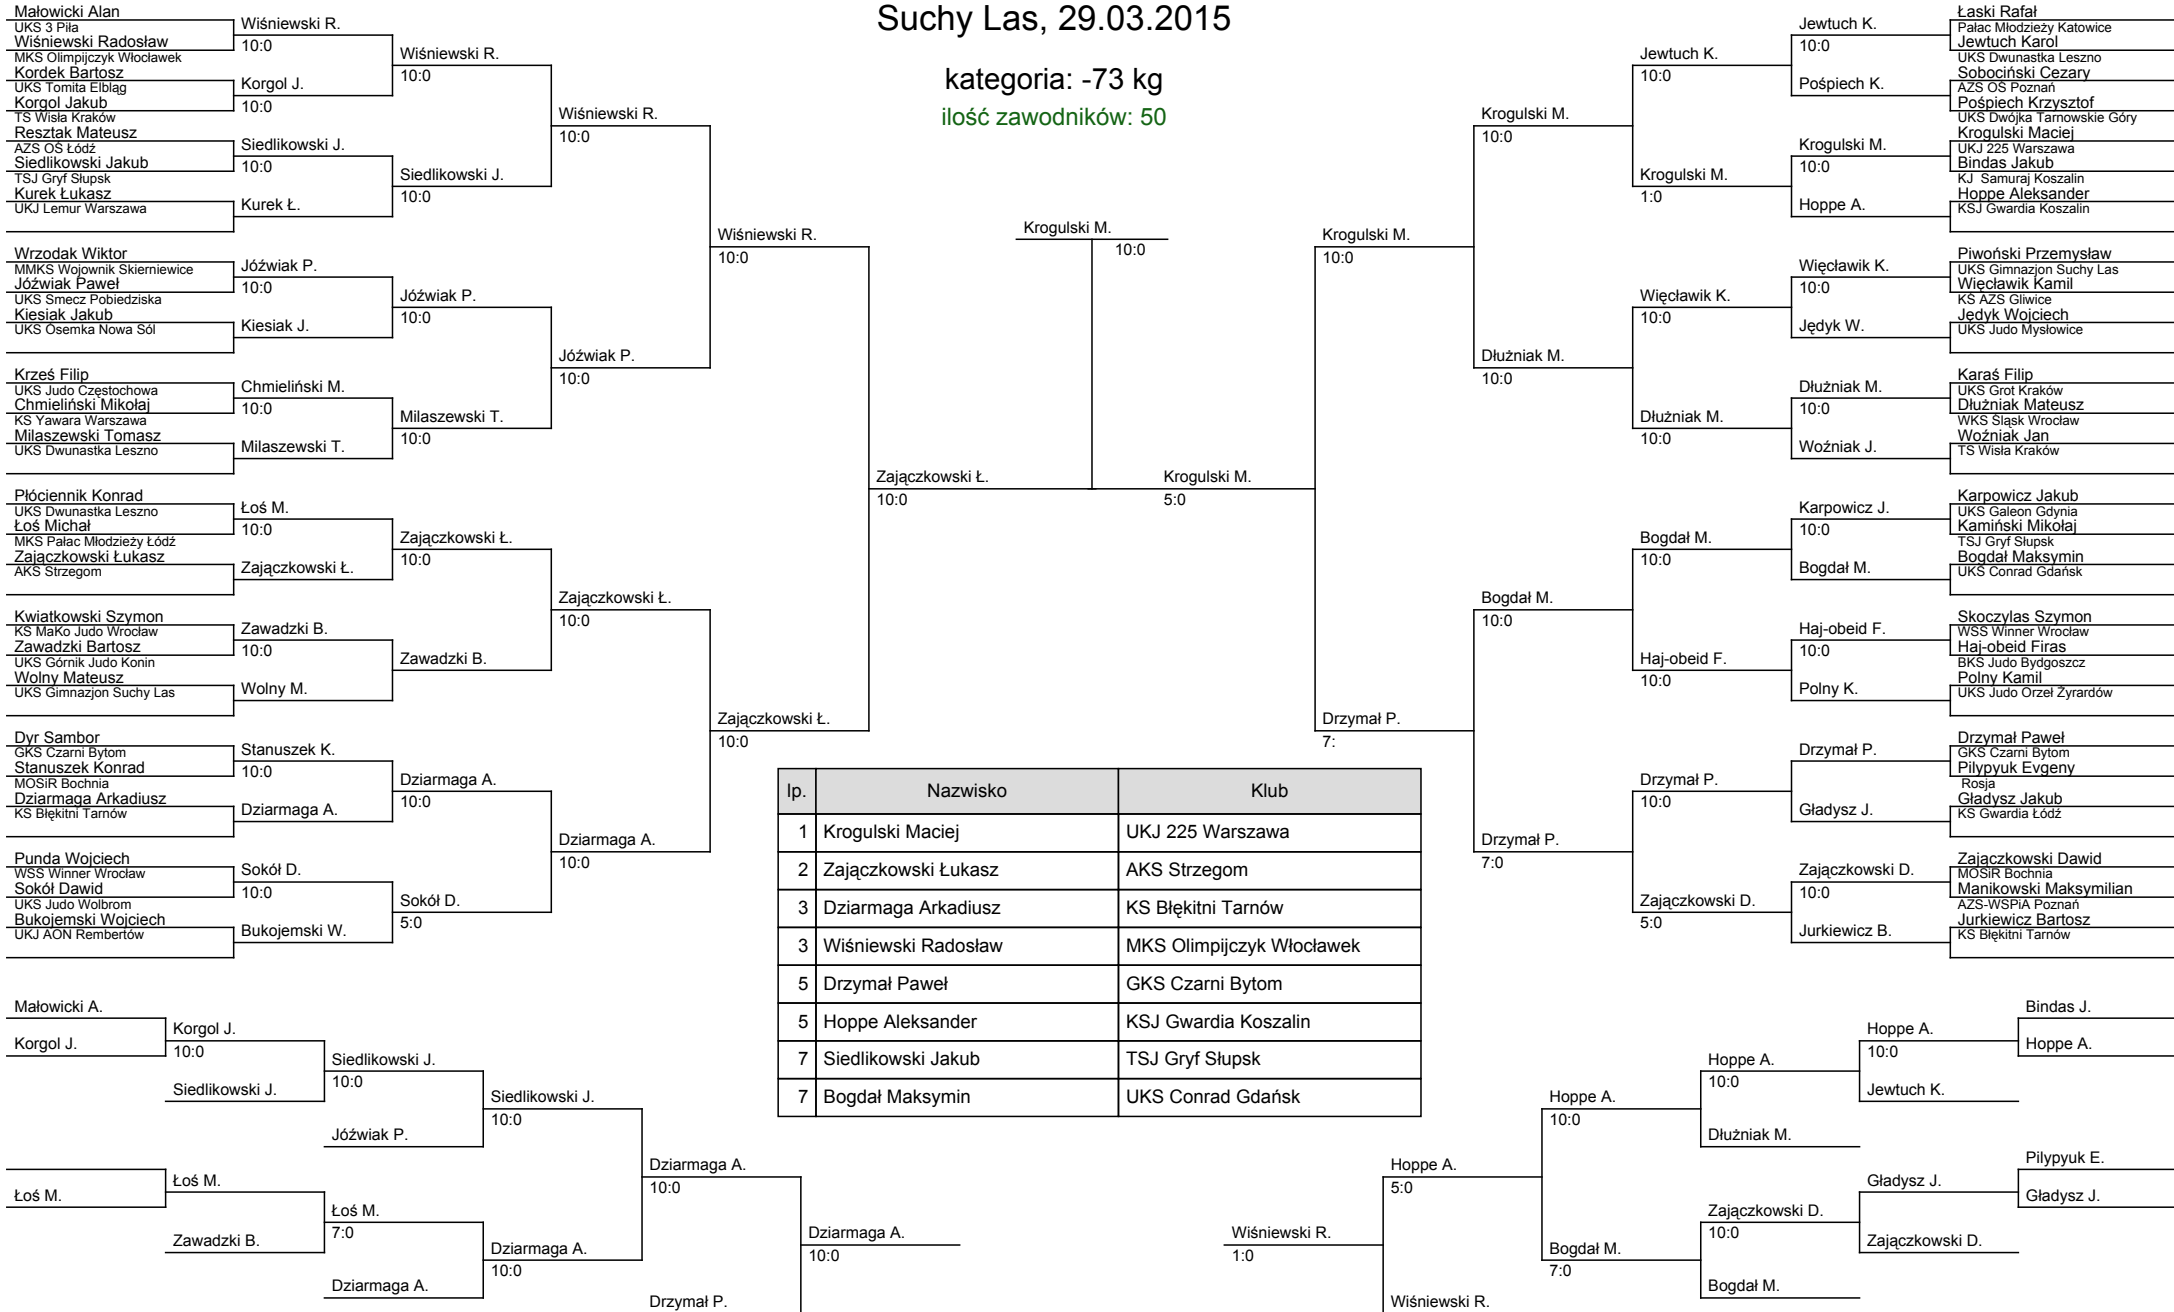 Suchy Las, 29.03.2015
kategoria: -73 kg
ilość zawodników: 50
Małowicki Alan
UKS 3 Piła
Wiśniewski Radosław
MKS Olimpijczyk Włocławek
Kordek Bartosz
UKS Tomita Elbląg
Korgol Jakub
TS Wisła Kraków
Resztak Mateusz
AZS OŚ Łódź
Siedlikowski Jakub
TSJ Gryf Słupsk
Kurek Łukasz
UKJ Lemur Warszawa
Wrzodak Wiktor
MMKS Wojownik Skierniewice
Jóźwiak Paweł
UKS Smecz Pobiedziska
Kiesiak Jakub
UKS Ósemka Nowa Sól
Krześ Filip
UKS Judo Częstochowa
Chmieliński Mikołaj
KS Yawara Warszawa
Milaszewski Tomasz
UKS Dwunastka Leszno
Płóciennik Konrad
UKS Dwunastka Leszno
Łoś Michał
MKS Pałac Młodzieży Łódź
Zajączkowski Łukasz
AKS Strzegom
Kwiatkowski Szymon
KS MaKo Judo Wrocław
Zawadzki Bartosz
UKS Górnik Judo Konin
Wolny Mateusz
UKS Gimnazjon Suchy Las
Dyr Sambor
GKS Czarni Bytom
Stanuszek Konrad
MOSiR Bochnia
Dziarmaga Arkadiusz
KS Błękitni Tarnów
Punda Wojciech
WSS Winner Wrocław
Sokół Dawid
UKS Judo Wolbrom
Bukojemski Wojciech
UKJ AON Rembertów
Wiśniewski R.
10:0
Korgol J.
10:0
Siedlikowski J.
10:0
Kurek Ł.
Jóźwiak P.
10:0
Kiesiak J.
Chmieliński M.
10:0
Milaszewski T.
Łoś M.
10:0
Zajączkowski Ł.
Zawadzki B.
10:0
Wolny M.
Stanuszek K.
10:0
Dziarmaga A.
Sokół D.
10:0
Bukojemski W.
Wiśniewski R.
10:0
Siedlikowski J.
10:0
Jóźwiak P.
10:0
Milaszewski T.
10:0
Zajączkowski Ł.
10:0
Zawadzki B.
Dziarmaga A.
10:0
Sokół D.
5:0
Wiśniewski R.
10:0
Jóźwiak P.
10:0
Zajączkowski Ł.
10:0
Dziarmaga A.
10:0
Wiśniewski R.
10:0
Zajączkowski Ł.
10:0
Zajączkowski Ł.
10:0
Krogulski M.
10:0
Krogulski M.
5:0
Krogulski M.
10:0
Drzymał P.
7:
Krogulski M.
10:0
Dłużniak M.
10:0
Bogdał M.
10:0
Drzymał P.
7:0
Jewtuch K.
10:0
Krogulski M.
1:0
Więcławik K.
10:0
Dłużniak M.
10:0
Bogdał M.
10:0
Haj-obeid F.
10:0
Drzymał P.
10:0
Zajączkowski D.
5:0
Jewtuch K.
10:0
Pośpiech K.
Krogulski M.
10:0
Hoppe A.
Więcławik K.
10:0
Jędyk W.
Dłużniak M.
10:0
Woźniak J.
Karpowicz J.
10:0
Bogdał M.
Haj-obeid F.
10:0
Polny K.
Drzymał P.
Gładysz J.
Zajączkowski D.
10:0
Jurkiewicz B.
Łaski Rafał
Pałac Młodzieży Katowice
Jewtuch Karol
UKS Dwunastka Leszno
Sobociński Cezary
AZS OŚ Poznań
Pośpiech Krzysztof
UKS Dwójka Tarnowskie Góry
Krogulski Maciej
UKJ 225 Warszawa
Bindas Jakub
KJ Samuraj Koszalin
Hoppe Aleksander
KSJ Gwardia Koszalin
Piwoński Przemysław
UKS Gimnazjon Suchy Las
Więcławik Kamil
KŚ AZS Gliwice
Jędyk Wojciech
UKS Judo Mysłowice
Karaś Filip
UKS Grot Kraków
Dłużniak Mateusz
WKS Śląsk Wrocław
Woźniak Jan
TS Wisła Kraków
Karpowicz Jakub
UKS Galeon Gdynia
Kamiński Mikołaj
TSJ Gryf Słupsk
Bogdał Maksymin
UKS Conrad Gdańsk
Skoczylas Szymon
WSS Winner Wrocław
Haj-obeid Firas
BKS Judo Bydgoszcz
Polny Kamil
UKS Judo Orzeł Żyrardów
Drzymał Paweł
GKS Czarni Bytom
Pilypyuk Evgeny
Rosja
Gładysz Jakub
KS Gwardia Łódź
Zajączkowski Dawid
MOSiR Bochnia
Manikowski Maksymilian
AZS-WSPiA Poznań
Jurkiewicz Bartosz
KS Błękitni Tarnów
lp. Nazwisko Klub
1 Krogulski Maciej UKJ 225 Warszawa
2 Zajączkowski Łukasz AKS Strzegom
3 Dziarmaga Arkadiusz KS Błękitni Tarnów
3 Wiśniewski Radosław MKS Olimpijczyk Włocławek
5 Drzymał Paweł GKS Czarni Bytom
5 Hoppe Aleksander KSJ Gwardia Koszalin
7 Siedlikowski Jakub TSJ Gryf Słupsk
7 Bogdał Maksymin UKS Conrad Gdańsk
Małowicki A.
Korgol J.
Łoś M.
Korgol J.
10:0
Siedlikowski J.
Łoś M.
Zawadzki B.
Siedlikowski J.
10:0
Jóźwiak P.
Łoś M.
7:0
Dziarmaga A.
Siedlikowski J.
10:0
Dziarmaga A.
10:0
Dziarmaga A.
10:0
Drzymał P.
Dziarmaga A.
10:0
Wiśniewski R.
1:0
Hoppe A.
5:0
Wiśniewski R.
Hoppe A.
10:0
Bogdał M.
7:0
Hoppe A.
10:0
Dłużniak M.
Zajączkowski D.
10:0
Bogdał M.
Hoppe A.
10:0
Jewtuch K.
Gładysz J.
Zajączkowski D.
Bindas J.
Hoppe A.
Pilypyuk E.
Gładysz J.